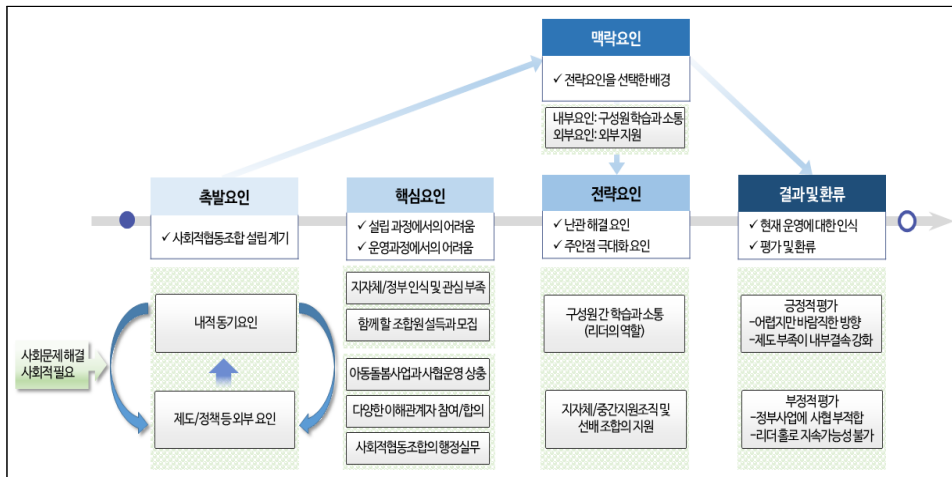 맥락요인
✓ 전략요인을 선택한 배경
내부요인: 구성원 학습과 소통
외부요인: 외부 지원
촉발요인
✓ 사회적협동조합 설립 계기
핵심요인
✓ 설립 과정에서의 어려움
✓ 운영과정에서의 어려움
전략요인
✓ 난관 해결 요인
✓ 주안점 극대화 요인
결과 및 환류
✓ 현재 운영에 대한 인식
✓ 평가 및 환류
사회문제 해결
사회적 필요
내적 동기요인
제도/정책 등 외부 요인
지자체/정부 인식 및 관심 부족
함께할 조합원 설득과 모집
아동돌봄사업과 사협운영 상충
다양한 이해관계자 참여/합의
사회적협동조합의 행정실무
구성원 간 학습과 소통
(리더의 역할)
지자체/중간지원조직 및
선배 조합의 지원
긍정적 평가
-어렵지만 바람직한 방향
-제도 부족이 내부결속 강화
부정적 평가
-정부사업에 사협 부적합
-리더 홀로 지속가능성 불가